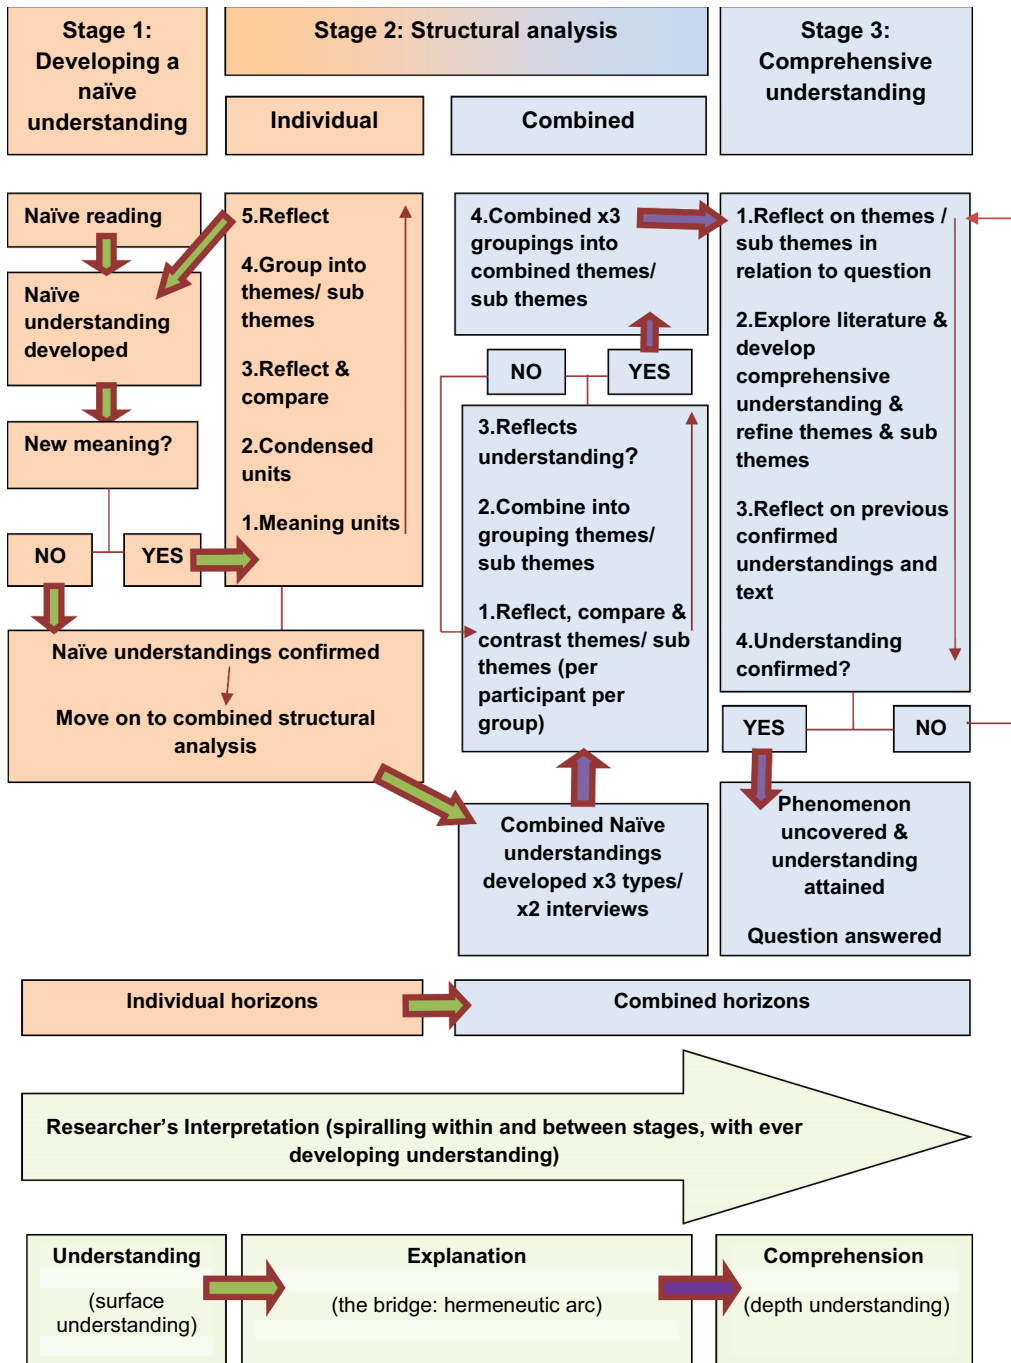 Stage 1:
Developing a
naïve
understanding
Stage 2: Structural analysis
Individual
Combined
Stage 3:
Comprehensive
understanding
Naïve reading
Naïve
understanding
developed
New meaning?
NO
YES
5.Reflect
4.Group into
themes/ sub
themes
3.Reflect &
compare
2.Condensed
units
1.Meaning units
Naïve understandings confirmed
Move on to combined structural
analysis
4.Combined x3
groupings into
combined themes/
sub themes
NO
YES
3.Reflects
understanding?
2.Combine into
grouping themes/
sub themes
1.Reflect, compare &
contrast themes/ sub
themes (per
participant per
group)
Combined Naïve
understandings
developed x3 types/
x2 interviews
1.Reflect on themes /
sub themes in
relation to question
2.Explore literature &
develop
comprehensive
understanding &
refine themes & sub
themes
3.Reflect on previous
confirmed
understandings and
text
4.Understanding
confirmed?
YES
NO
Phenomenon
uncovered &
understanding
attained
Question answered
Individual horizons
Combined horizons
Researcher’s Interpretation (spiralling within and between stages, with ever
developing understanding)
Understanding
(surface
understanding)
Explanation
(the bridge: hermeneutic arc)
Comprehension
(depth understanding)